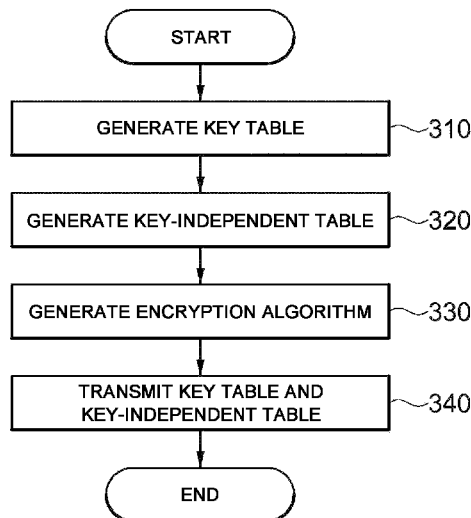 START
GENERATE KEY TABLE
310
GENERATE KEY-INDEPENDENT TABLE
320
GENERATE ENCRYPTION ALGORITHM
330
TRANSMIT KEY TABLE AND
KEY-INDEPENDENT TABLE
340
END